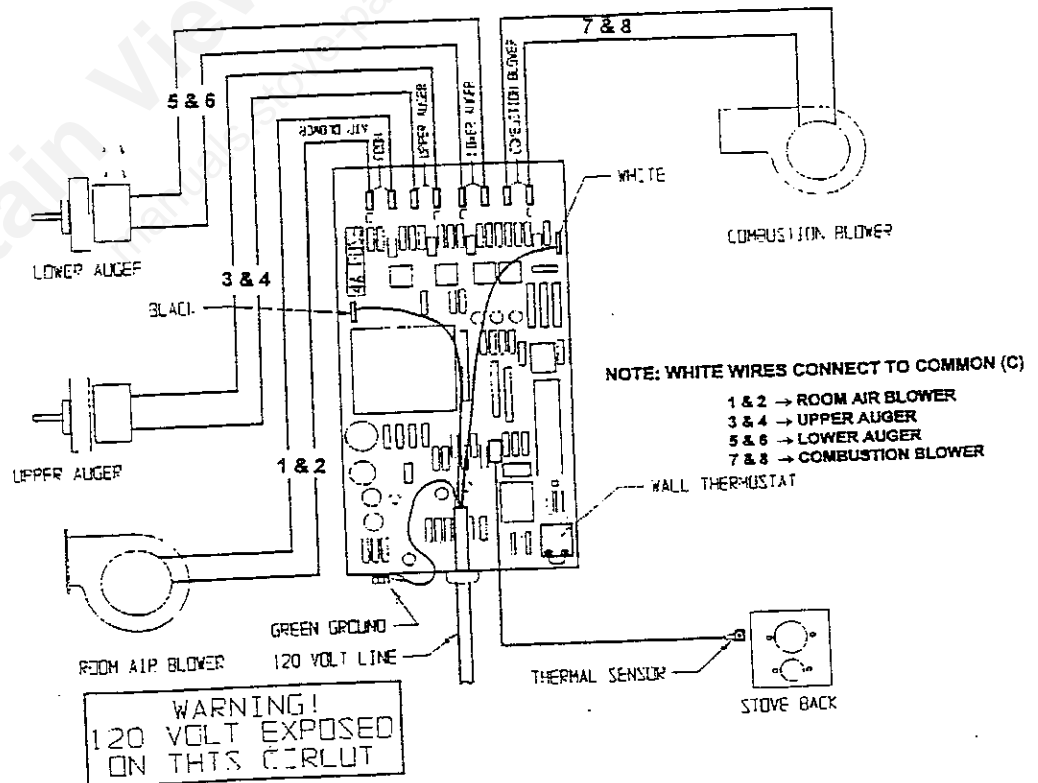 7 & 8
5 & 6
AIR BLOWER
UPPER AUGER
LOWER AUGER
COMBUSTION BLOWER
WHITE
COMBUSTION BLOWER
LOWER AUGER
3 & 4
BLACK
NOTE: WHITE WIRES CONNECT TO COMMON (C)
1 & 2 → ROOM AIR BLOWER
3 & 4 → UPPER AUGER
5 & 6 → LOWER AUGER
7 & 8 → COMBUSTION BLOWER
UPPER AUGER
1 & 2
WALL THERMOSTAT
GREEN GROUND
ROOM AIR BLOWER
120 VOLT LINE
THERMAL SENSOR
STOVE BACK
WARNING!
120 VOLT EXPOSED
ON THIS